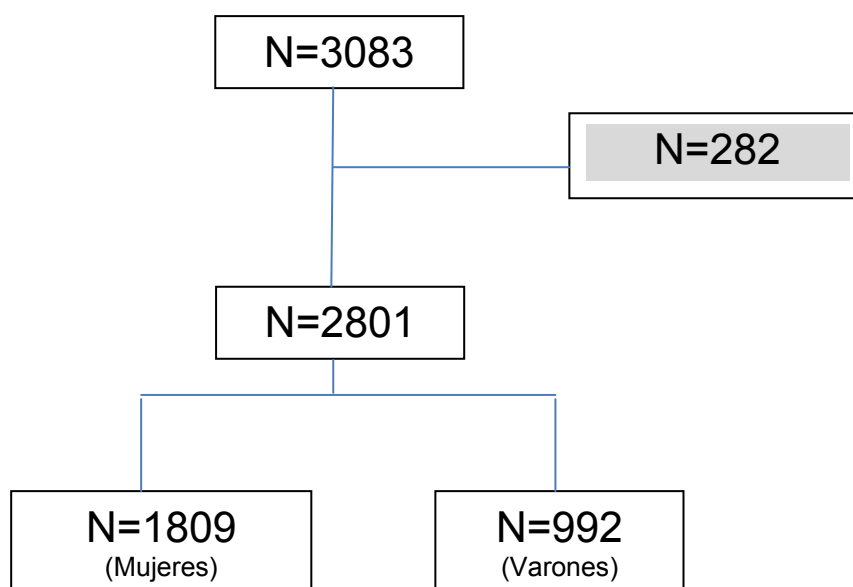 N=3083
N=282
N=2801
N=1809
(Mujeres)
N=992
(Varones)